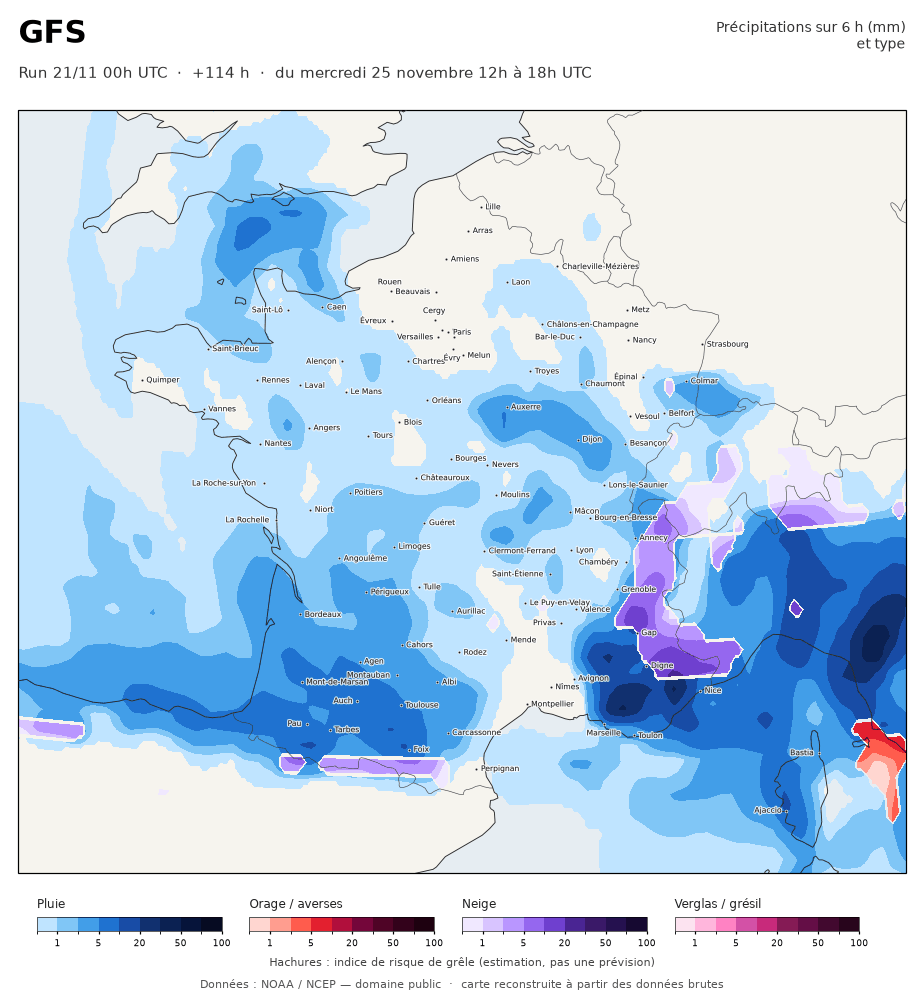 GFS
Précipitations sur 6 h (mm)
et type
Run 21/11 00h UTC · +114 h · du mercredi 25 novembre 12h à 18h UTC
Lille
Arras
Amiens
Charleville-Mézières
Rouen
Laon
Beauvais
Saint-Lô
Caen
Cergy
Metz
Évreux
Châlons-en-Champagne
Paris
Versailles
Bar-le-Duc
Nancy
Strasbourg
Saint-Brieuc
Évry
Melun
Alençon
Chartres
Troyes
Épinal
Quimper
Rennes
Laval
Chaumont
Colmar
Le Mans
Orléans
Vannes
Auxerre
Vesoul
Belfort
Blois
Angers
Tours
Nantes
Dijon
Besançon
Bourges
Nevers
Châteauroux
La Roche-sur-Yon
Lons-le-Saunier
Poitiers
Moulins
Niort
Mâcon
La Rochelle
Guéret
Bourg-en-Bresse
Annecy
Limoges
Clermont-Ferrand
Lyon
Angoulême
Chambéry
Saint-Étienne
Tulle
Périgueux
Grenoble
Le Puy-en-Velay
Valence
Bordeaux
Aurillac
Privas
Gap
Mende
Cahors
Rodez
Agen
Digne
Montauban
Mont-de-Marsan
Albi
Avignon
Nîmes
Nice
Auch
Toulouse
Montpellier
Pau
Tarbes
Carcassonne
Marseille
Toulon
Foix
Bastia
Perpignan
Ajaccio
Pluie
Orage / averses
Neige
Verglas / grésil
1 5 20 50 100
1 5 20 50 100
1 5 20 50 100
1 5 20 50 100
Hachures : indice de risque de grêle (estimation, pas une prévision)
Données : NOAA / NCEP — domaine public · carte reconstruite à partir des données brutes